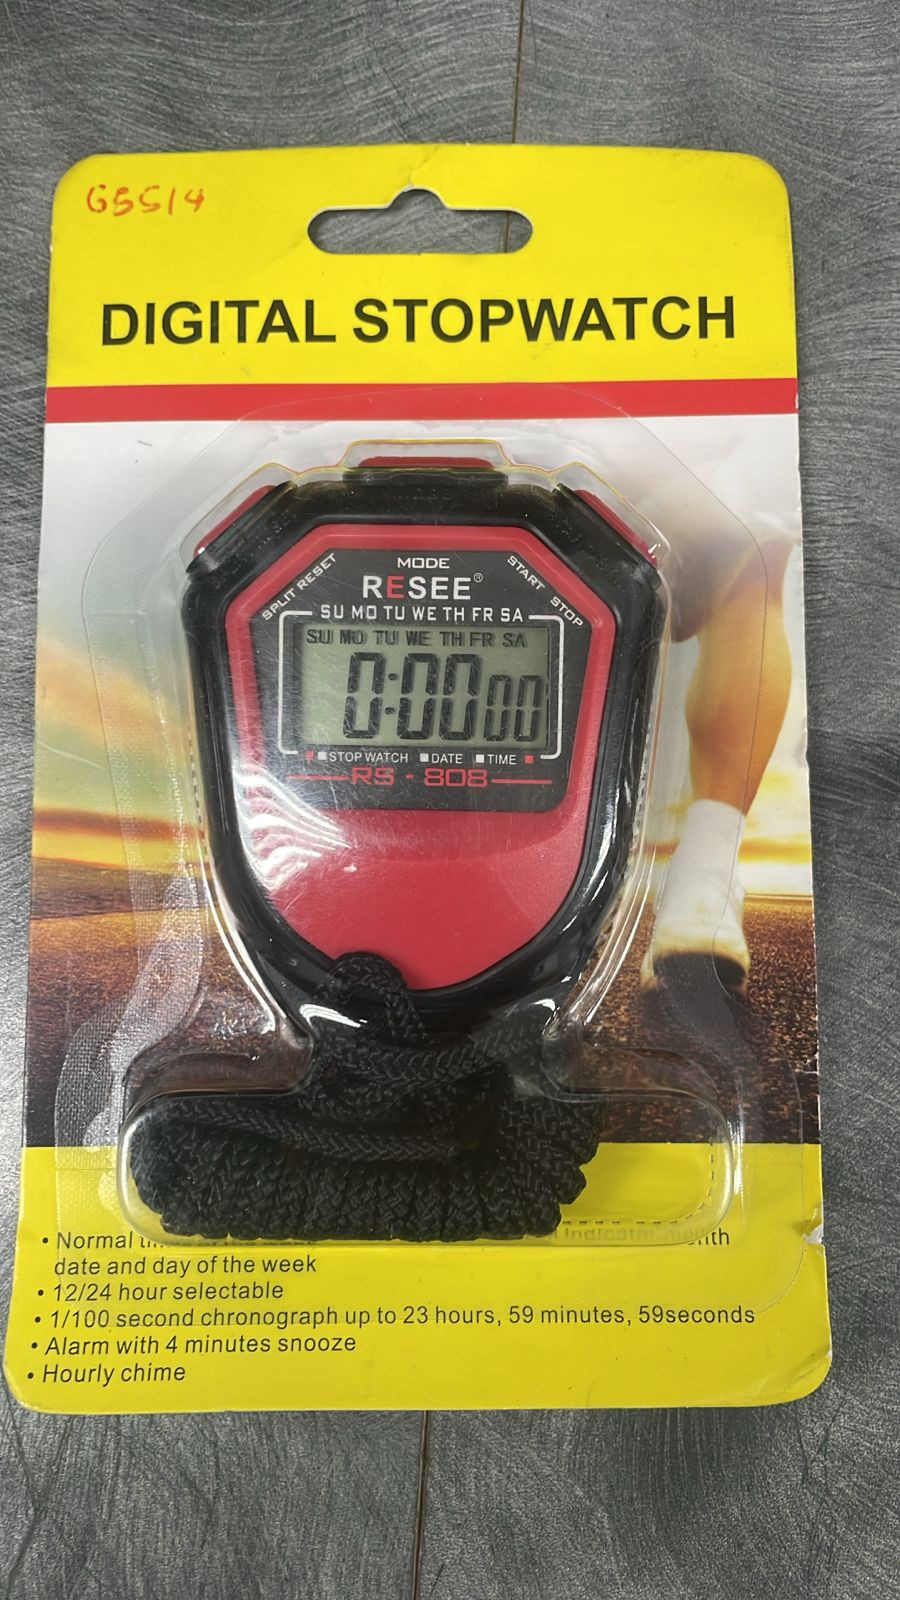 GSS14
DIGITAL STOPWATCH
SPLIT RESET
MODE
START STOP
RESEE®
SU MO TU WE TH FR SA
SU MO TU WE TH FR SA
0:00 00
STOP WATCH DATE TIME
RS - 808
• Normal
date and day of the week
• 12/24 hour selectable
• 1/100 second chronograph up to 23 hours, 59 minutes, 59seconds
• Alarm with 4 minutes snooze
• Hourly chime